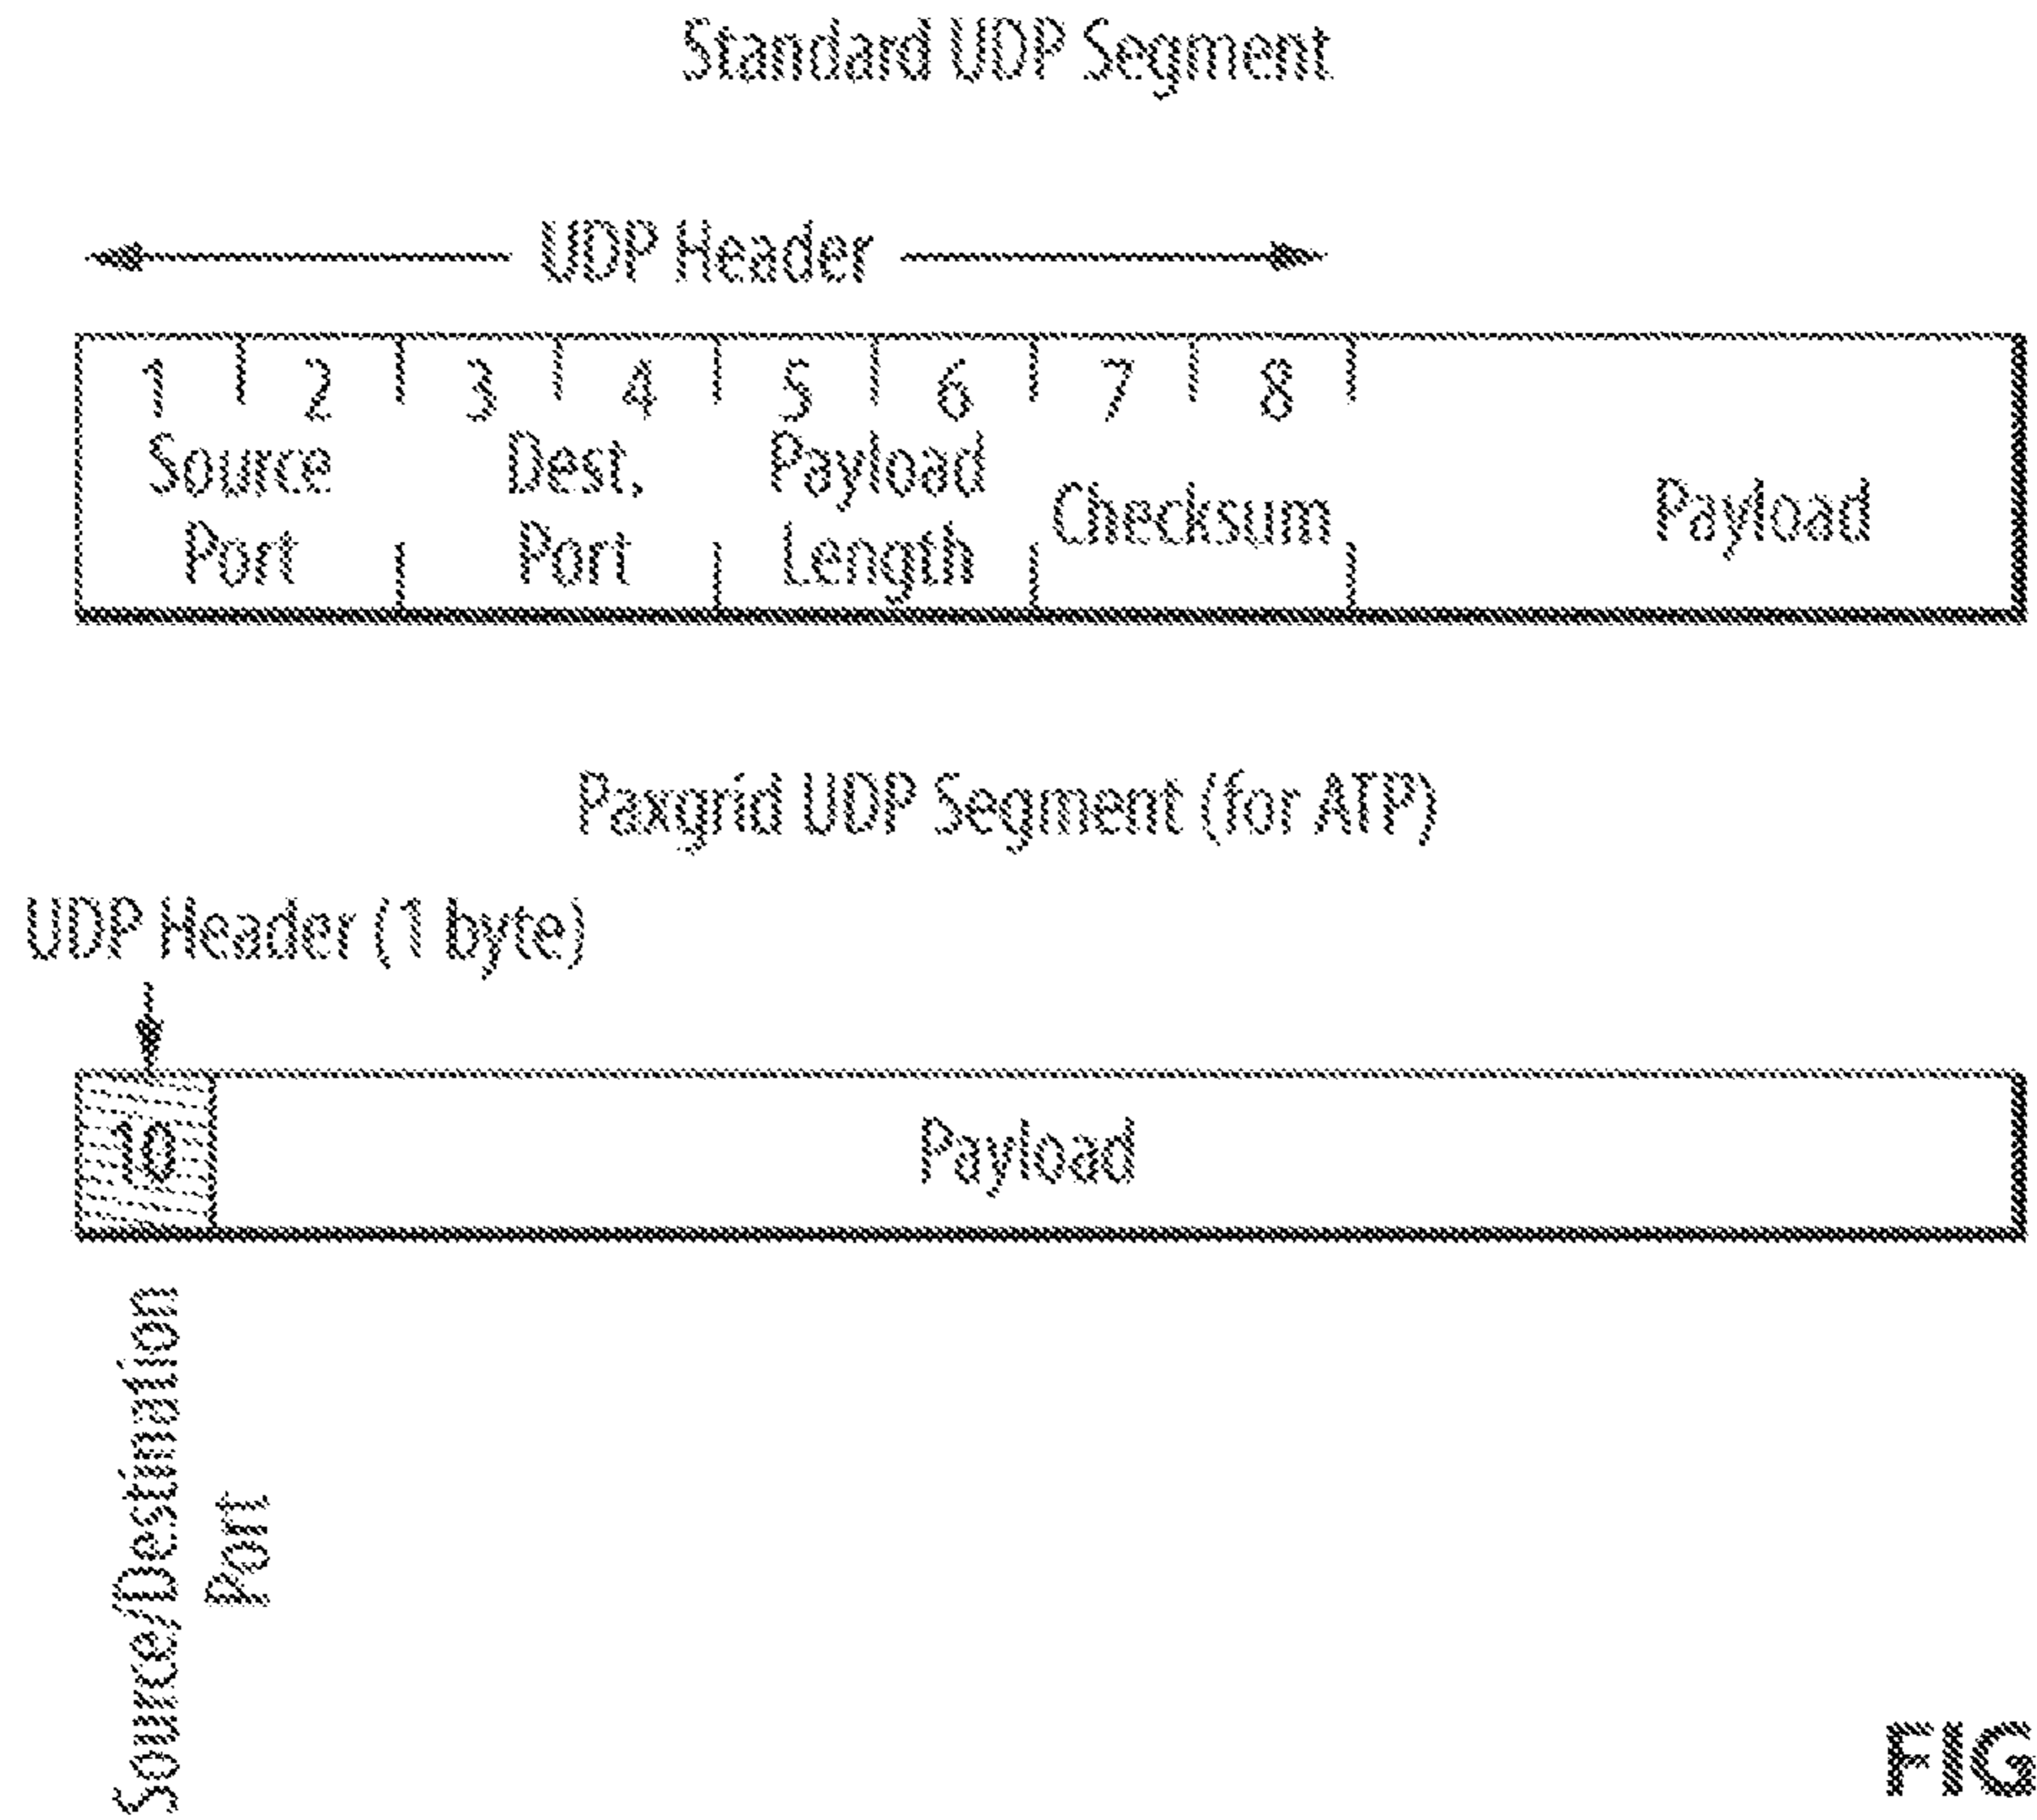 Standard UDP Segment
UDP Header
1 2 3 4 5 6 7 8
Source Port
Dest. Port
Payload Length
Checksum
Payload
Paxgrid UDP Segment (for ATP)
UDP Header (1 byte)
10
Payload
Source/Destination
Port
FIG